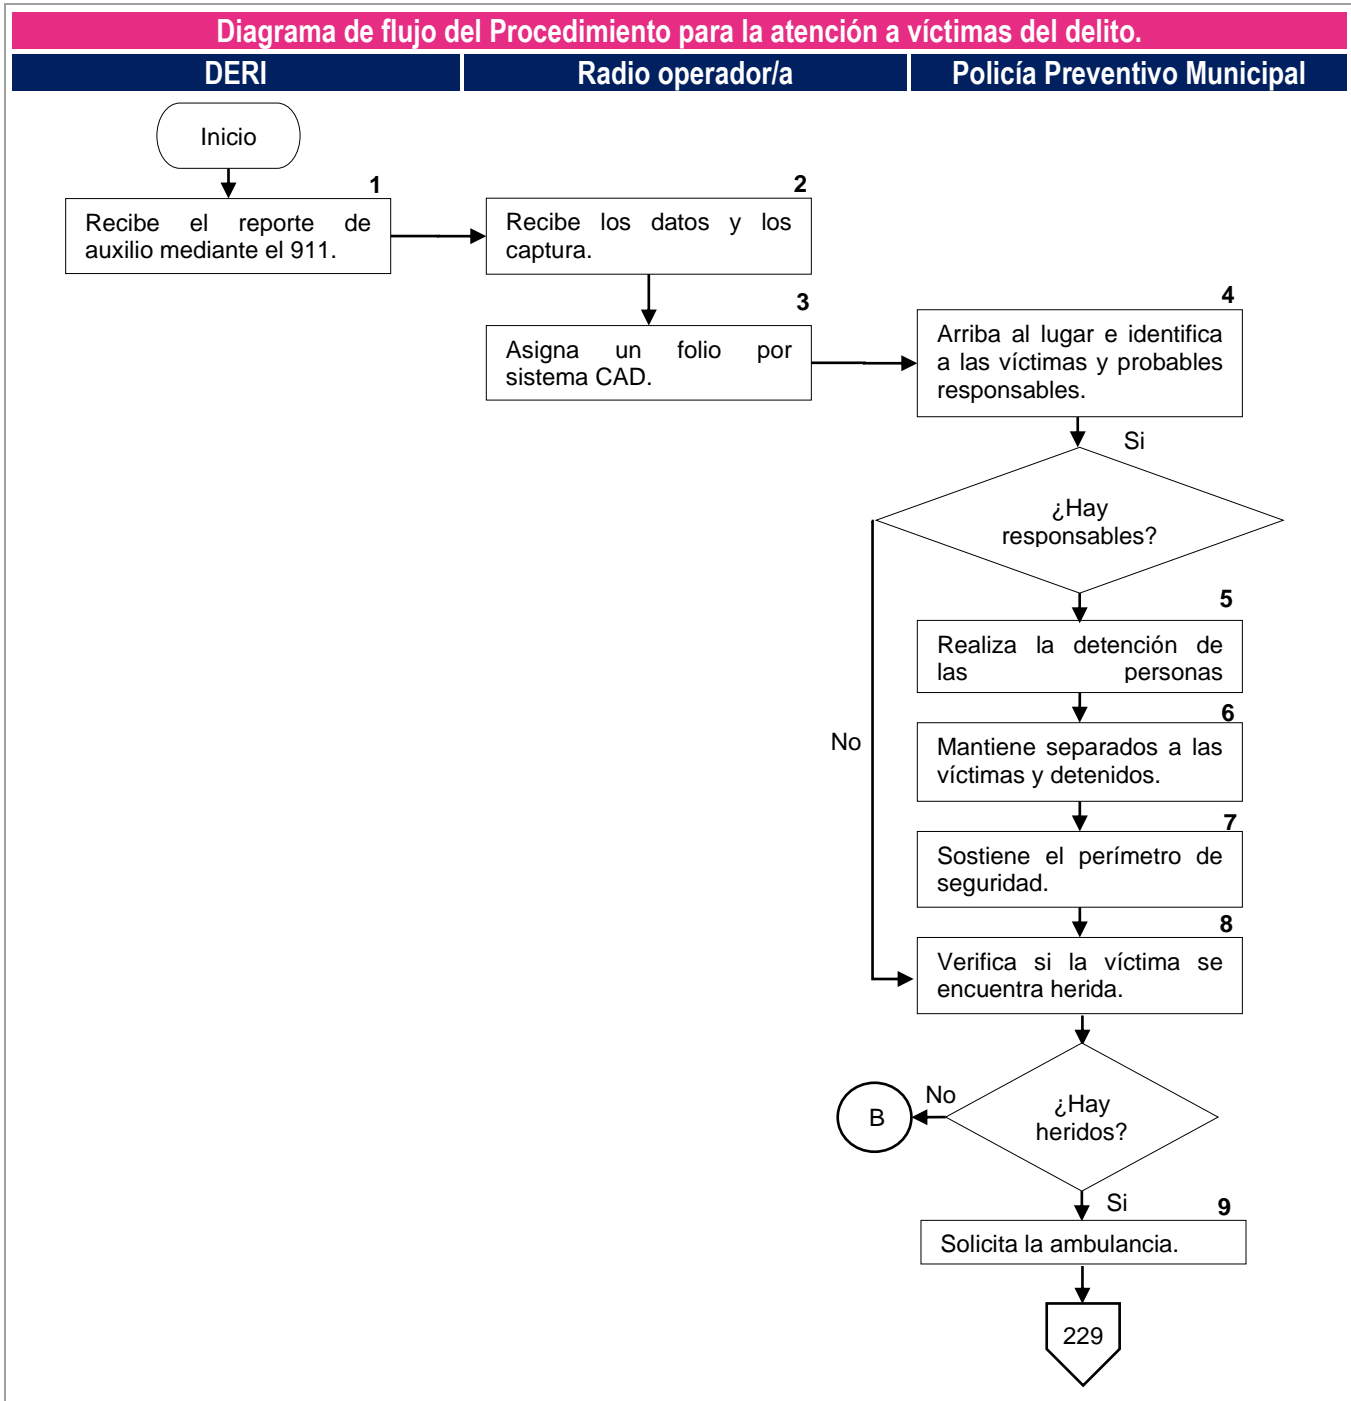 Diagrama de flujo del Procedimiento para la atención a víctimas del delito.
DERI
Radio operador/a
Policía Preventivo Municipal
Inicio
1
Recibe el reporte de
auxilio mediante el 911.
2
Recibe los datos y los
captura.
3
Asigna un folio por
sistema CAD.
4
Arriba al lugar e identifica
a las víctimas y probables
responsables.
Si
¿Hay
responsables?
No
5
Realiza la detención de
las personas
6
Mantiene separados a las
víctimas y detenidos.
7
Sostiene el perímetro de
seguridad.
8
Verifica si la víctima se
encuentra herida.
¿Hay
heridos?
No
B
Si
9
Solicita la ambulancia.
229